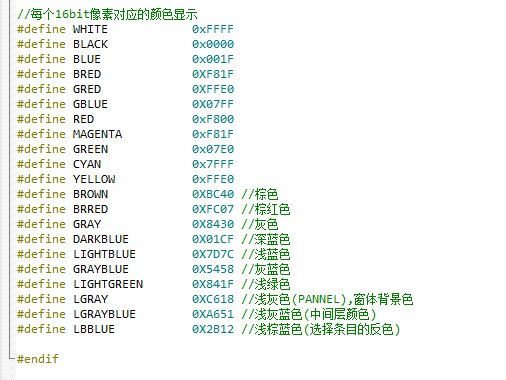 //每个16bit像素对应的颜色显示
#define WHITE 0xFFFF
#define BLACK 0x0000
#define BLUE 0x001F
#define BRED 0XF81F
#define GRED 0XFFE0
#define GBLUE 0X07FF
#define RED 0xF800
#define MAGENTA 0xF81F
#define GREEN 0x07E0
#define CYAN 0x7FFF
#define YELLOW 0xFFE0
#define BROWN 0XBC40 //棕色
#define BRRED 0XFC07 //棕红色
#define GRAY 0X8430 //灰色
#define DARKBLUE 0X01CF //深蓝色
#define LIGHTBLUE 0X7D7C //浅蓝色
#define GRAYBLUE 0X5458 //灰蓝色
#define LIGHTGREEN 0X841F //浅绿色
#define LGRAY 0XC618 //浅灰色(PANNEL),窗体背景色
#define LGRAYBLUE 0XA651 //浅灰蓝色(中间层颜色)
#define LBBLUE 0X2B12 //浅棕蓝色(选择条目的反色)
#endif